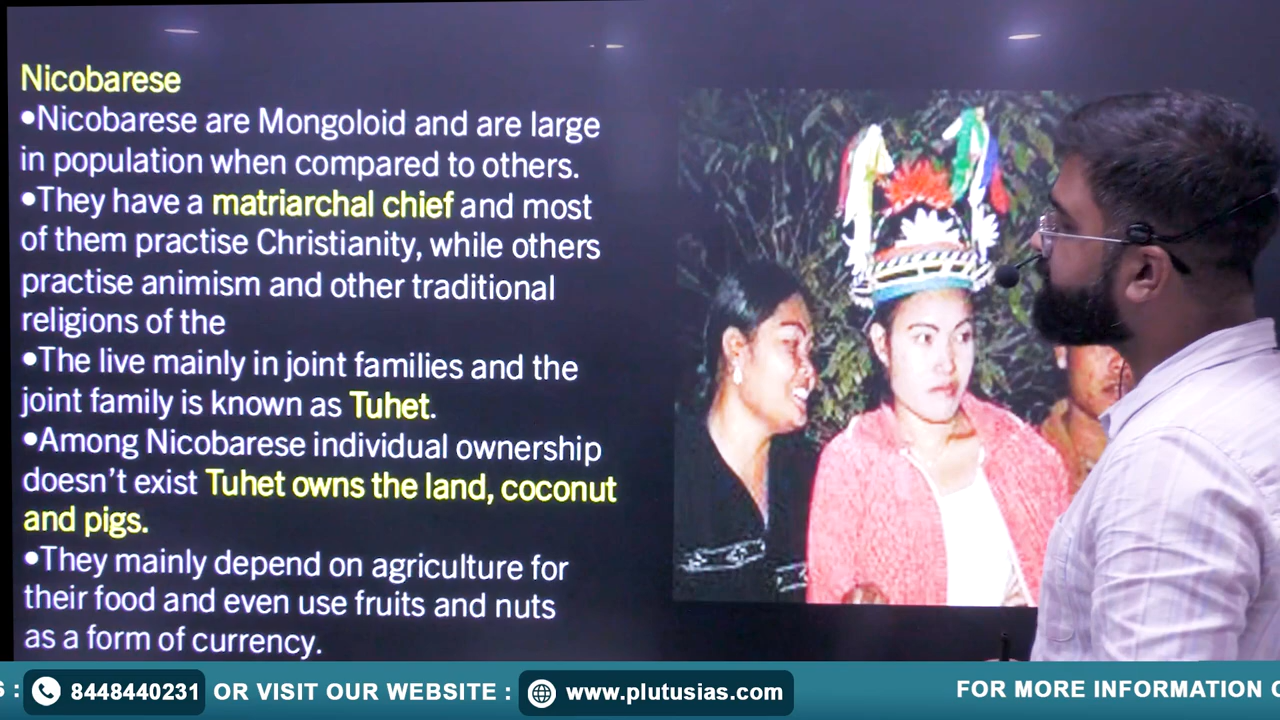 Nicobarese
•Nicobarese are Mongoloid and are large
in population when compared to others.
•They have a matriarchal chief and most
of them practise Christianity, while others
practise animism and other traditional
religions of the
•The live mainly in joint families and the
joint family is known as Tuhet.
•Among Nicobarese individual ownership
doesn't exist Tuhet owns the land, coconut
and pigs.
•They mainly depend on agriculture for
their food and even use fruits and nuts
as a form of currency.
S : 8448440231 OR VISIT OUR WEBSITE : www.plutusias.com FOR MORE INFORMATION